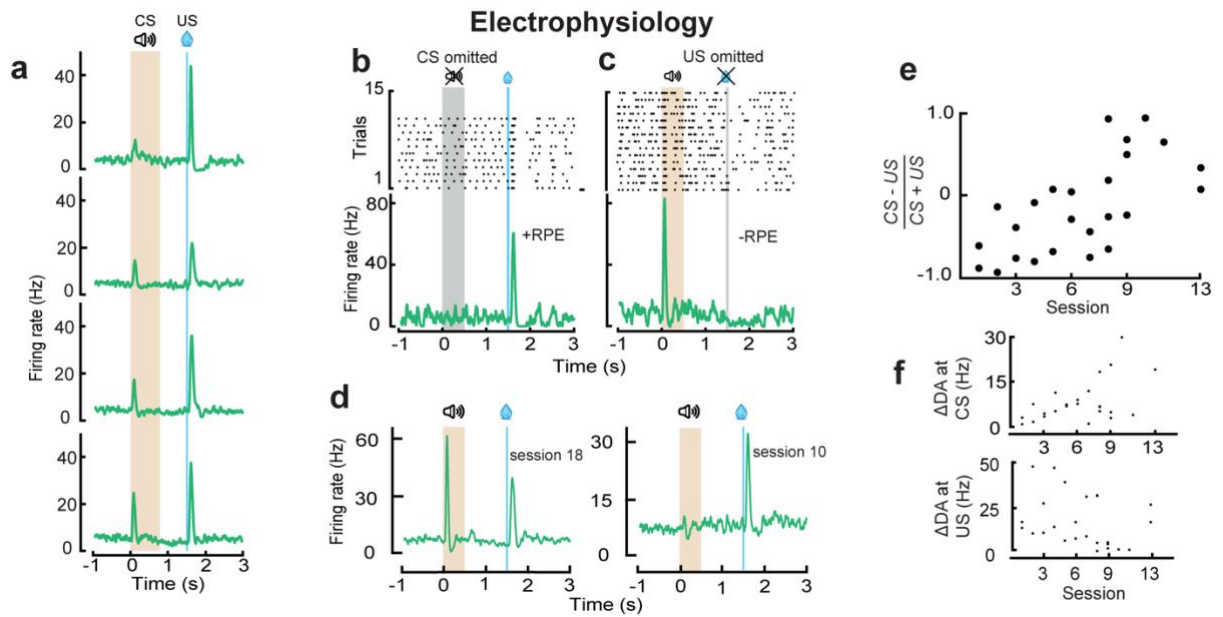 Electrophysiology
a
CS
US
40
20
0
40
20
0
40
20
0
40
20
0
Firing rate (Hz)
-1 0 1 2 3
Time (s)
b
CS omitted
15
Trials
1
80
40
0
Firing rate (Hz)
+RPE
-1 0 1 2 3
c
US omitted
-RPE
-1 0 1 2 3
Time (s)
d
60
30
0
Firing rate (Hz)
session 18
-1 0 1 2 3
30
15
0
session 10
-1 0 1 2 3
Time (s)
e
1.0
0
-1.0
CS - US
CS + US
3 6 9 13
Session
f
30
15
0
ΔDA at
CS (Hz)
3 6 9 13
50
25
0
ΔDA at
US (Hz)
3 6 9 13
Session